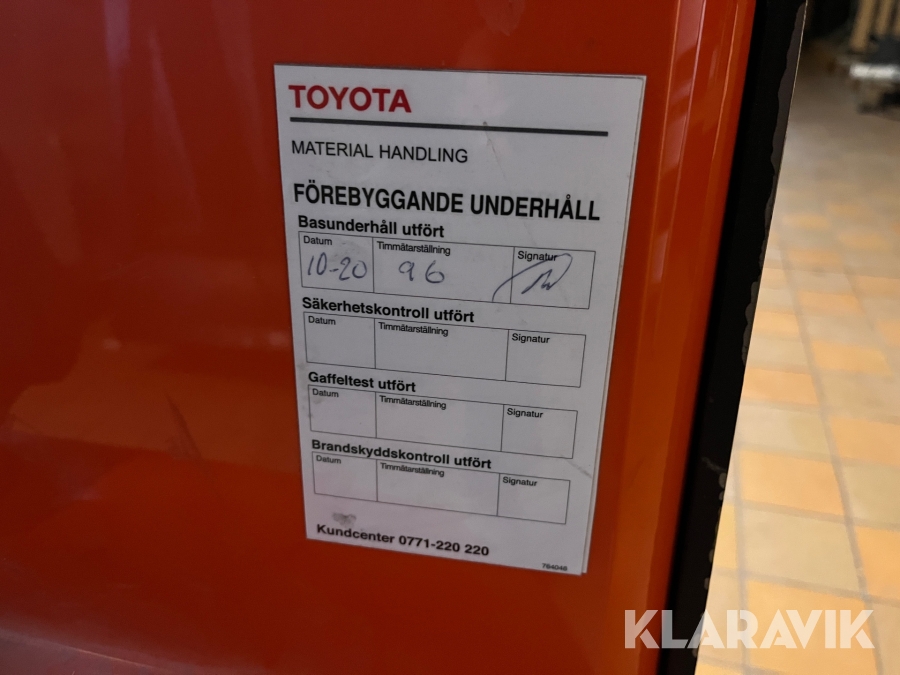 TOYOTA
MATERIAL HANDLING
FÖREBYGGANDE UNDERHÅLL
Basunderhåll utfört
Datum Timmätarställning Signatur
10-20 96
Säkerhetskontroll utfört
Datum Timmätarställning Signatur
Gaffeltest utfört
Datum Timmätarställning Signatur
Brandskyddskontroll utfört
Datum Timmätarställning Signatur
Kundcenter 0771-220 220
784046
KLARAVIK